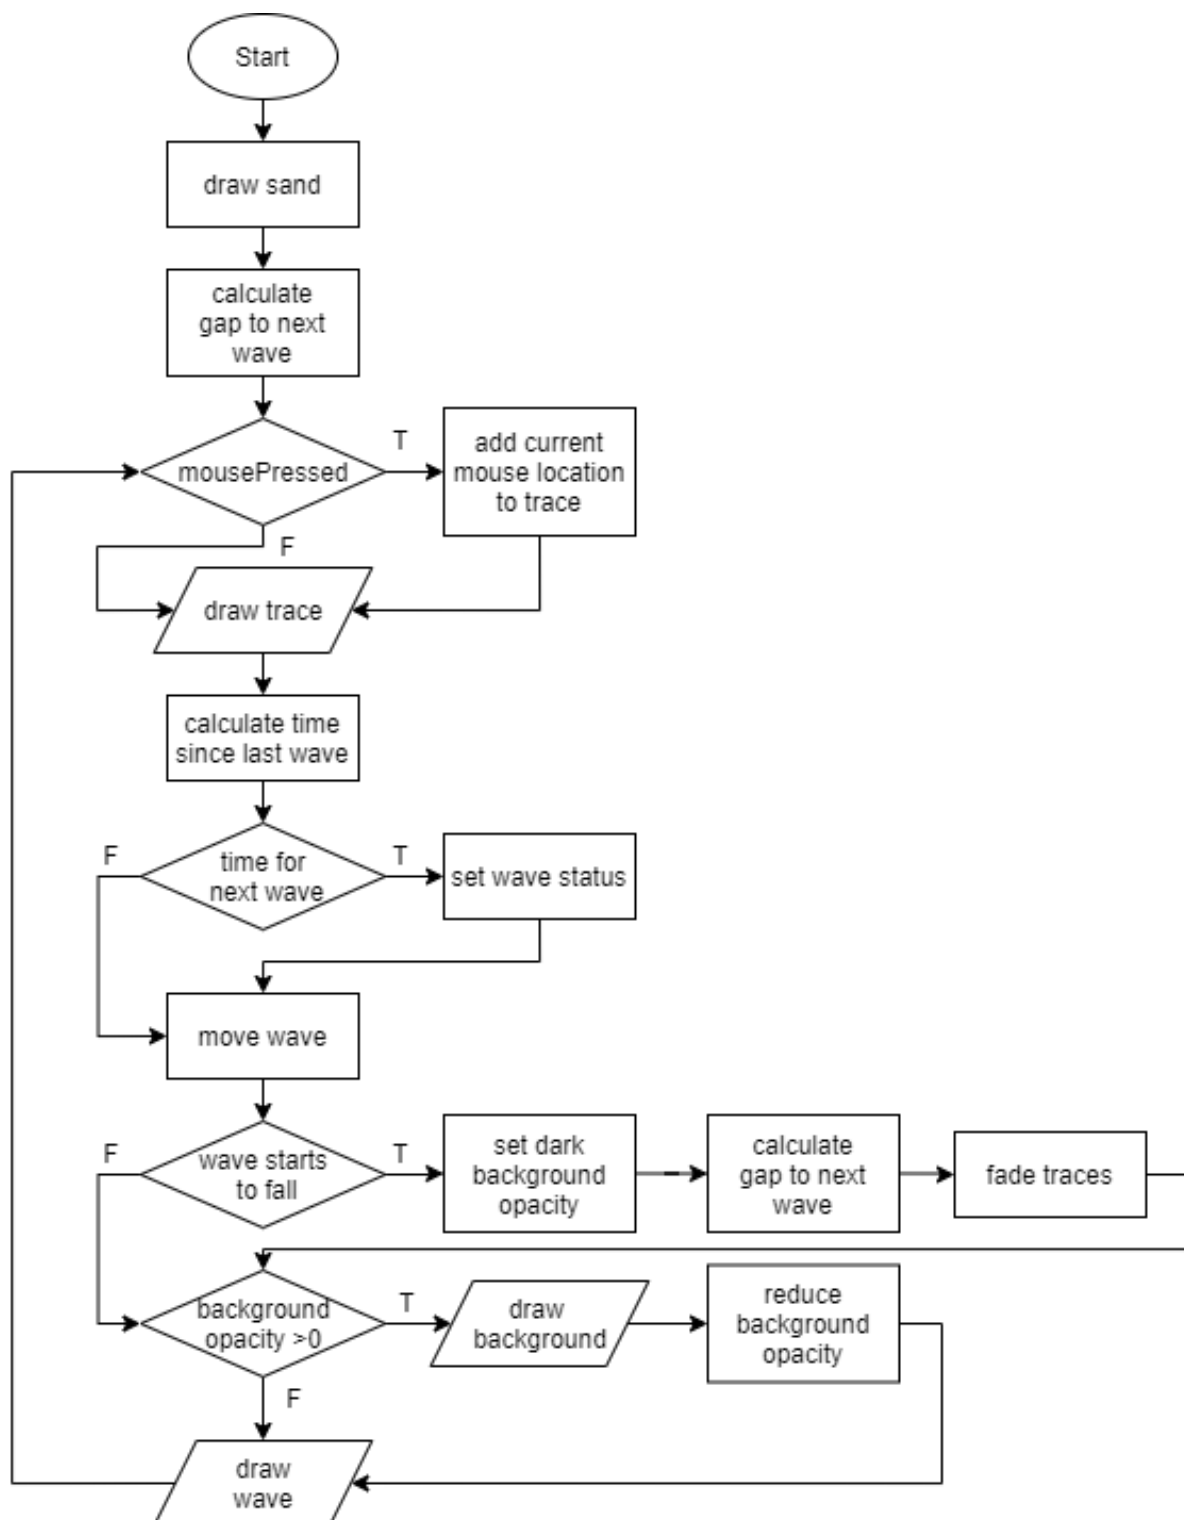 Start
draw sand
calculate
gap to next
wave
mousePressed
T
add current
mouse location
to trace
F
draw trace
calculate time
since last wave
F
time for
next wave
T
set wave status
move wave
F
wave starts
to fall
T
set dark
background
opacity
calculate
gap to next
wave
fade traces
background
opacity >0
T
draw
background
reduce
background
opacity
F
draw
wave